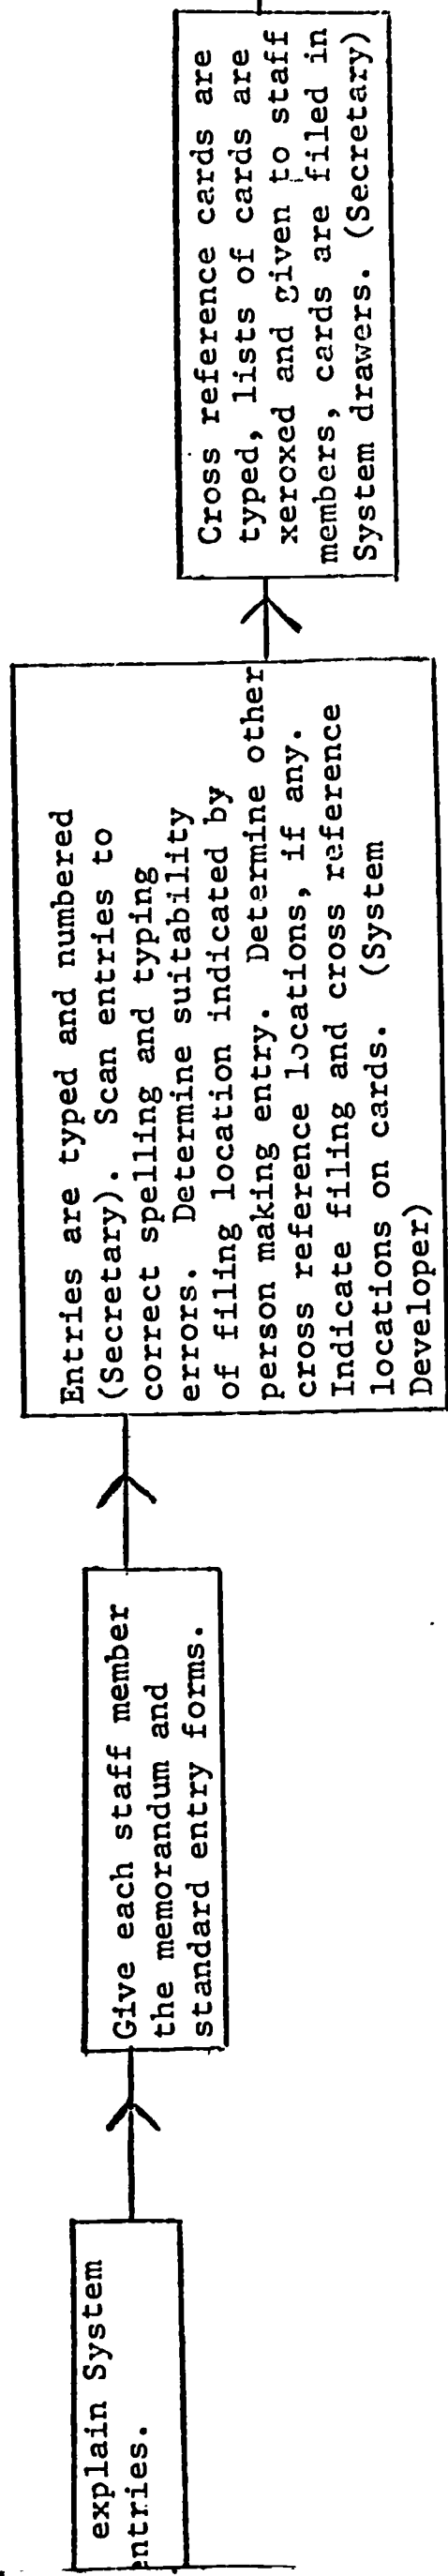 explain System
entries.
Give each staff member
the memorandum and
standard entry forms.
Entries are typed and numbered
(Secretary). Scan entries to
correct spelling and typing
errors. Determine suitability
of filing location indicated by
person making entry. Determine other
cross reference locations, if any.
Indicate filing and cross reference
locations on cards. (System
Developer)
Cross reference cards are
typed, lists of cards are
xeroxed and given to staff
members, cards are filed in
System drawers. (Secretary)